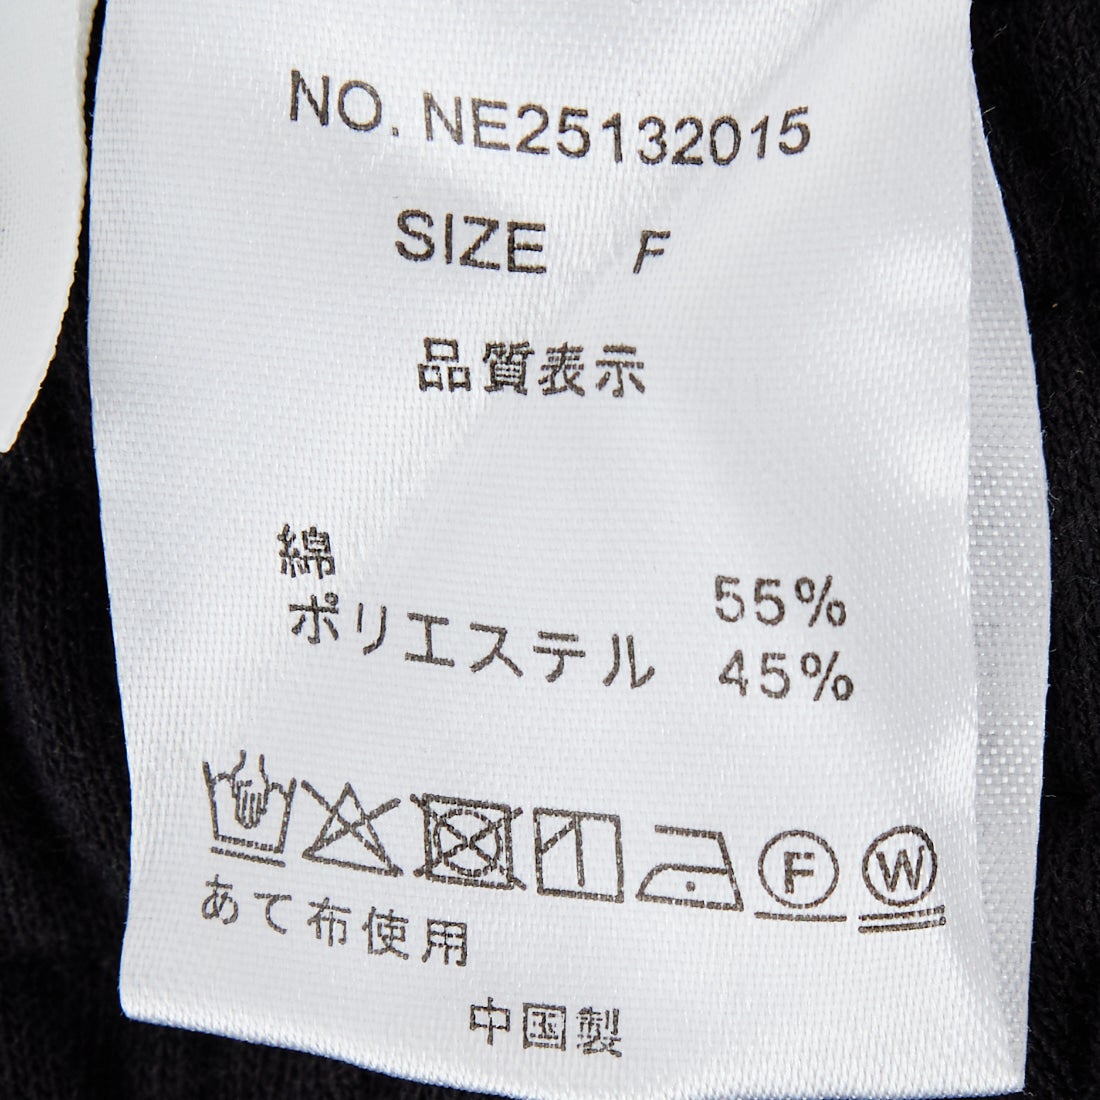 NO. NE25132015
SIZE F
品質表示
綿 55%
ポリエステル 45%
F W
あて布使用
中国製